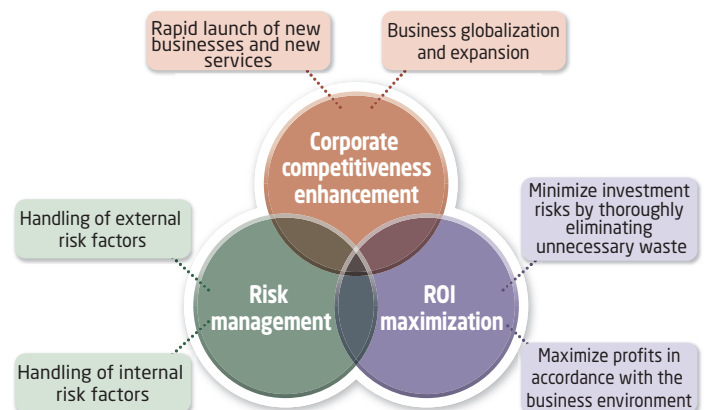 Rapid launch of new
businesses and new
services
Business globalization
and expansion
Corporate
competitiveness
enhancement
Handling of external
risk factors
Minimize investment
risks by thoroughly
eliminating
unnecessary waste
Risk
management
ROI
maximization
Handling of internal
risk factors
Maximize profits in
accordance with the
business environment